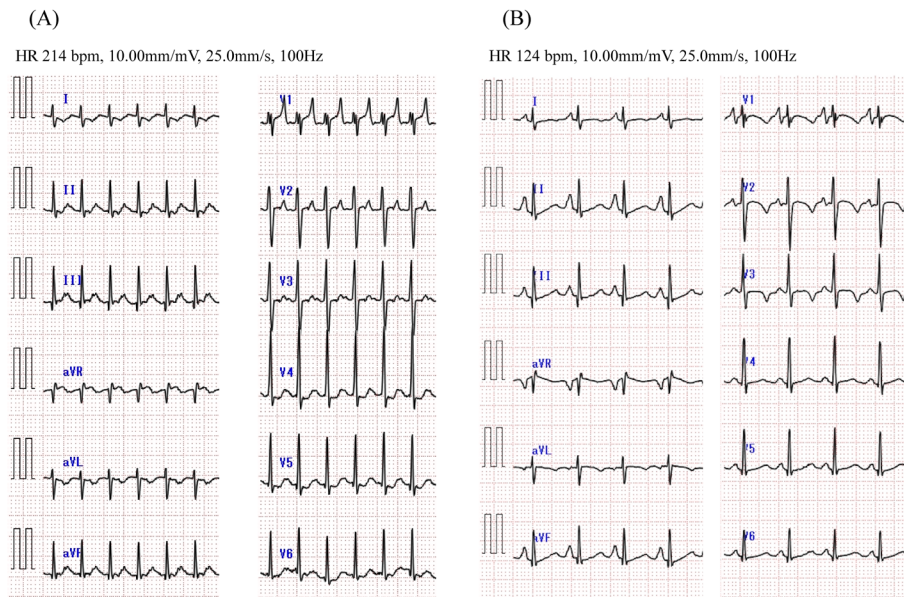 (A)
HR 214 bpm, 10.00mm/mV, 25.0mm/s, 100Hz
I
II
III
aVR
aVL
aVF
V1
V2
V3
V4
V5
V6
(B)
HR 124 bpm, 10.00mm/mV, 25.0mm/s, 100Hz
I
II
III
aVR
aVL
aVF
V1
V2
V3
V4
V5
V6